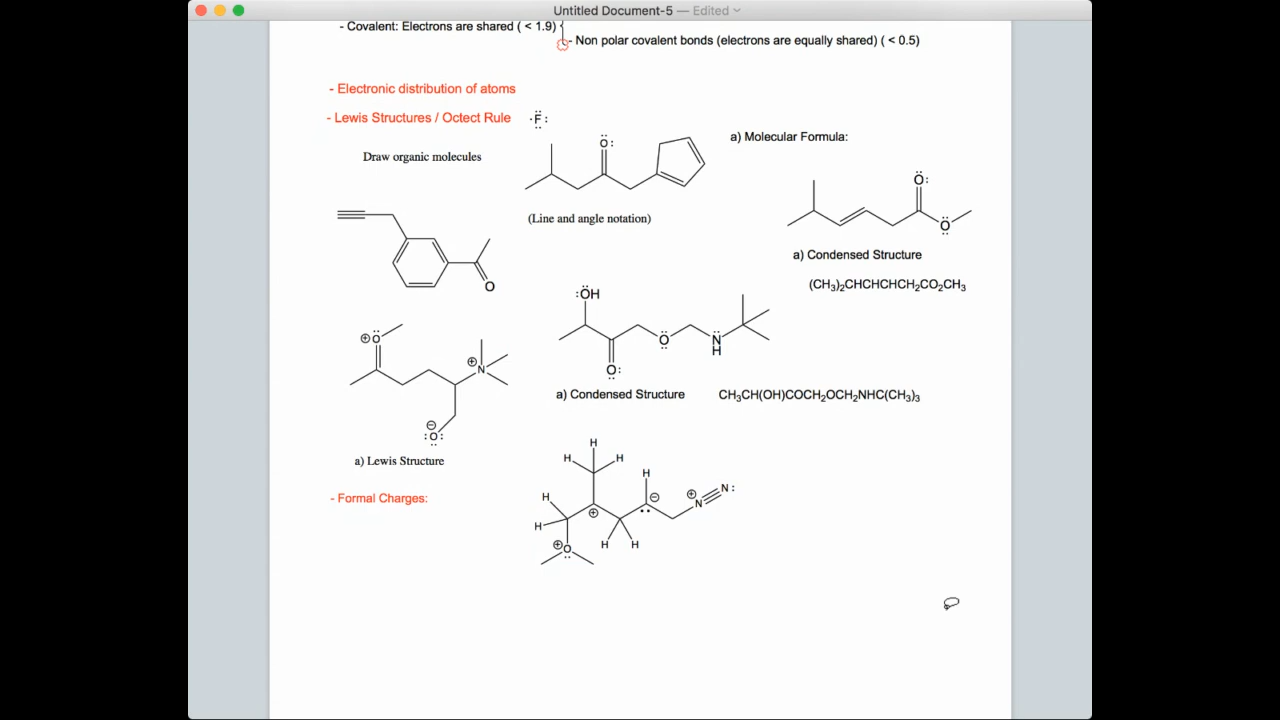 Untitled Document-5 — Edited
- Covalent: Electrons are shared ( < 1.9)
- Non polar covalent bonds (electrons are equally shared) ( < 0.5)
- Electronic distribution of atoms
- Lewis Structures / Octect Rule
·F:
Draw organic molecules
O:
a) Molecular Formula:
(Line and angle notation)
O:
O
a) Condensed Structure
(CH₃)₂CHCHCHCH₂CO₂CH₃
O
:OH
O
N
H
O:
⊕O
⊕
N
⊖
:O:
a) Condensed Structure
CH₃CH(OH)COCH₂OCH₂NHC(CH₃)₃
a) Lewis Structure
- Formal Charges:
H
H
H
H
H
H
H
H
⊕
⊖
⊕
N
N:
⊕O